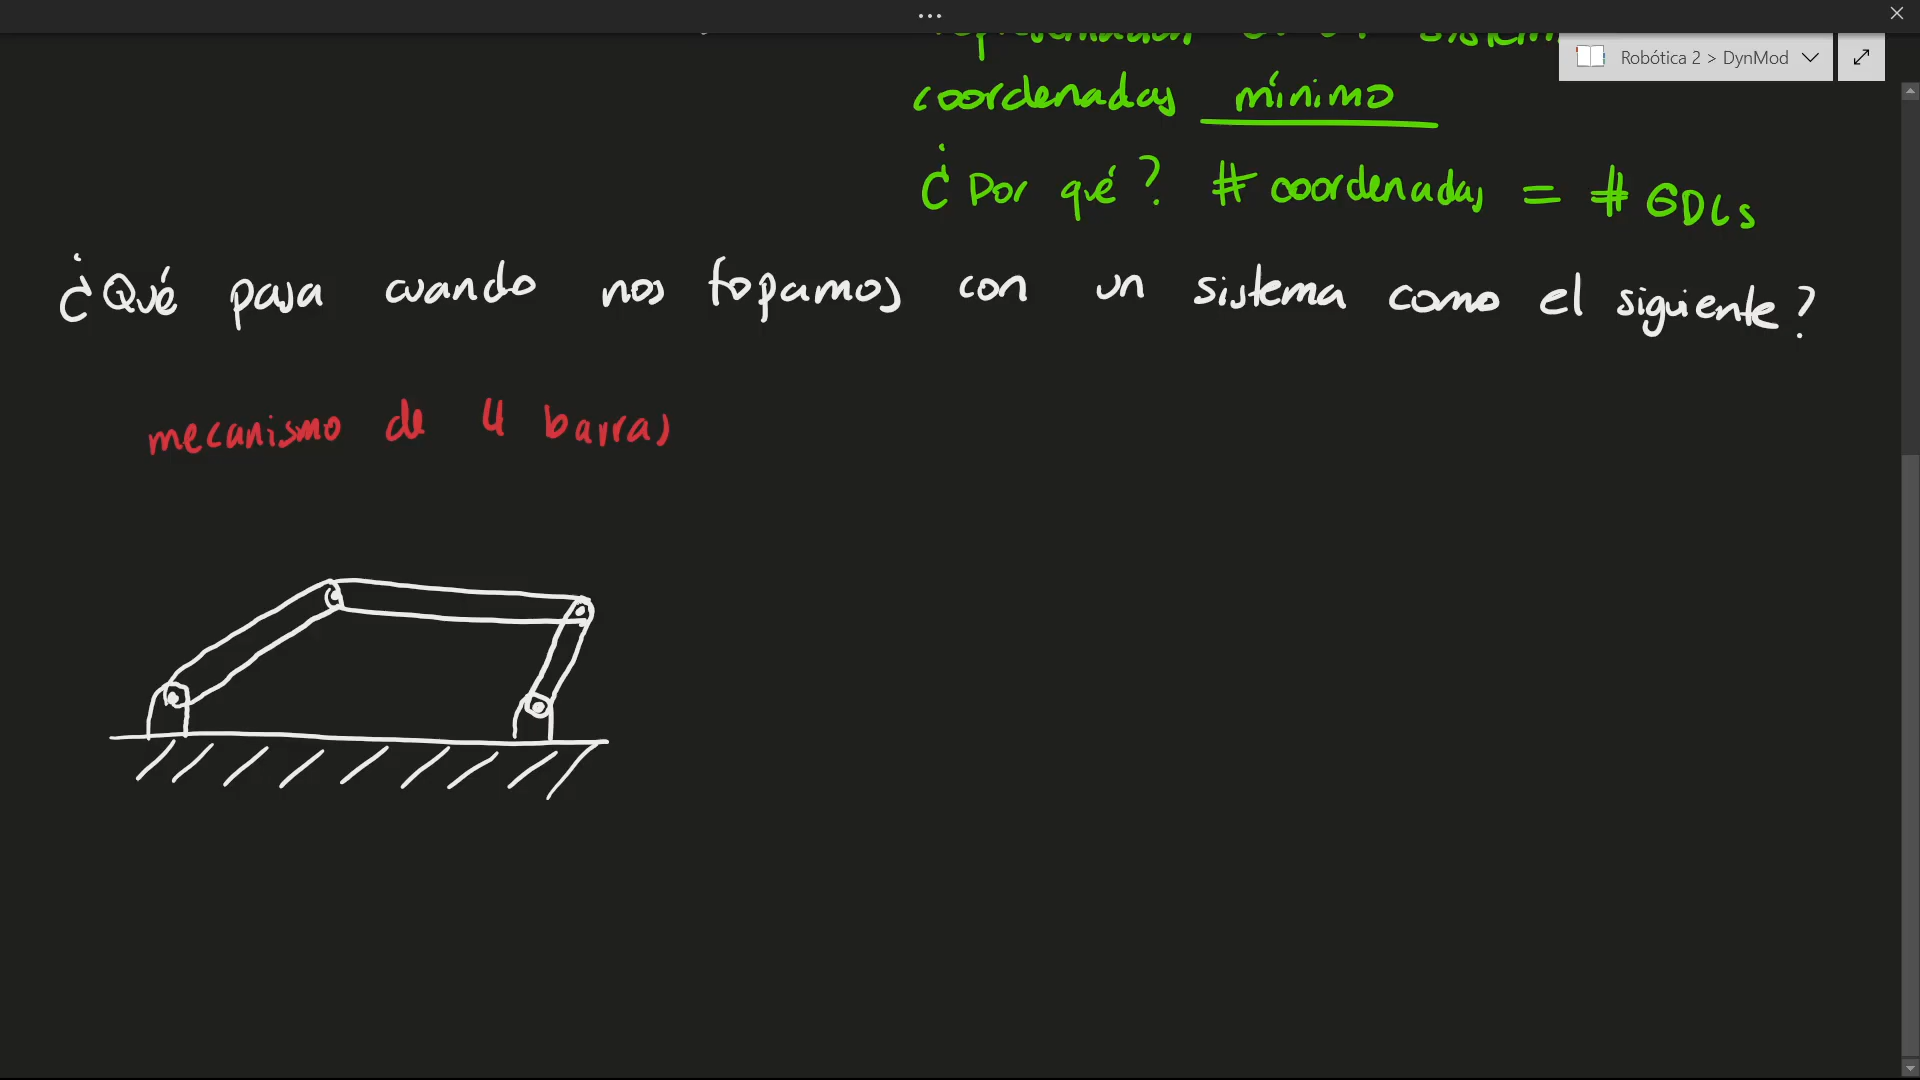 Robótica 2 > DynMod
coordenadas mínimo
¿Por qué? # coordenadas = # GDLs
¿Qué pasa cuando nos topamos con un sistema como el siguiente?
mecanismo de 4 barras